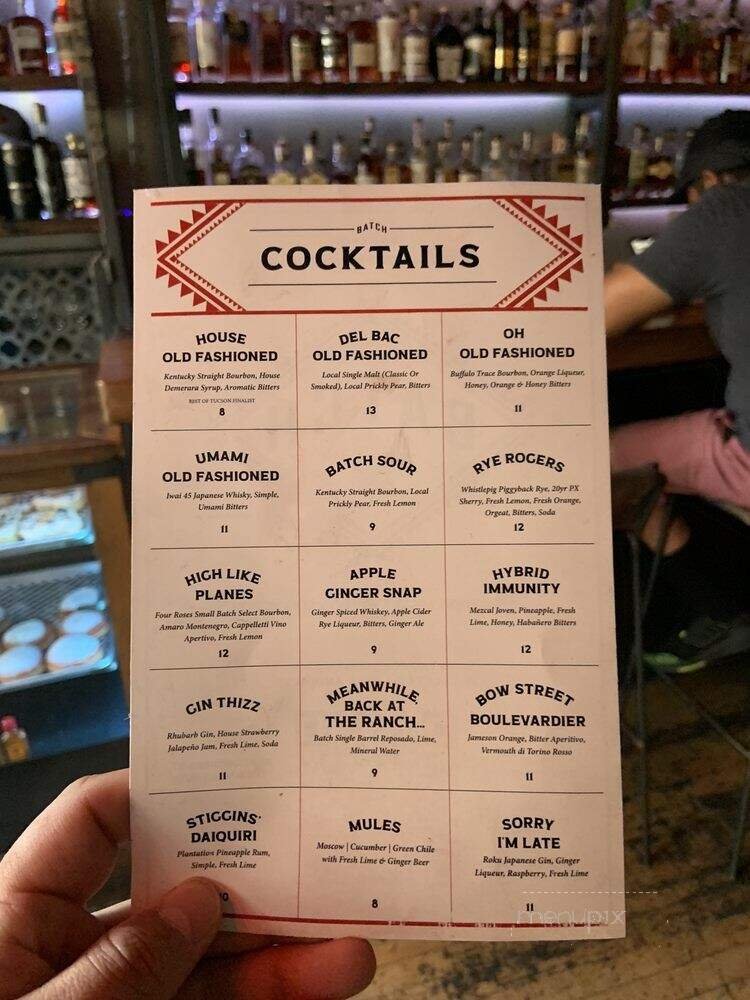 BATCH
COCKTAILS
HOUSE
OLD FASHIONED
Kentucky Straight Bourbon, House
Demerara Syrup, Aromatic Bitters
BEST OF TUCSON FINALIST
8
DEL BAC
OLD FASHIONED
Local Single Malt (Classic Or
Smoked), Local Prickly Pear, Bitters
13
OH
OLD FASHIONED
Buffalo Trace Bourbon, Orange Liqueur,
Honey, Orange & Honey Bitters
11
UMAMI
OLD FASHIONED
Iwai 45 Japanese Whisky, Simple,
Umami Bitters
11
BATCH SOUR
Kentucky Straight Bourbon, Local
Prickly Pear, Fresh Lemon
9
RYE ROGERS
Whistlepig Piggyback Rye, 20yr PX
Sherry, Fresh Lemon, Fresh Orange,
Orgeat, Bitters, Soda
12
HIGH LIKE
PLANES
Four Roses Small Batch Select Bourbon,
Amaro Montenegro, Cappelletti Vino
Apertivo, Fresh Lemon
12
APPLE
GINGER SNAP
Ginger Spiced Whiskey, Apple Cider
Rye Liqueur, Bitters, Ginger Ale
9
HYBRID
IMMUNITY
Mezcal Joven, Pineapple, Fresh
Lime, Honey, Habañero Bitters
12
GIN THIZZ
Rhubarb Gin, House Strawberry
Jalapeño Jam, Fresh Lime, Soda
11
MEANWHILE,
BACK AT
THE RANCH...
Batch Single Barrel Reposado, Lime,
Mineral Water
9
BOW STREET
BOULEVARDIER
Jameson Orange, Bitter Aperitivo,
Vermouth di Torino Rosso
11
STIGGINS'
DAIQUIRI
Plantation Pineapple Rum,
Simple, Fresh Lime
10
MULES
Moscow | Cucumber | Green Chile
with Fresh Lime & Ginger Beer
8
SORRY
I'M LATE
Roku Japanese Gin, Ginger
Liqueur, Raspberry, Fresh Lime
11
menupix